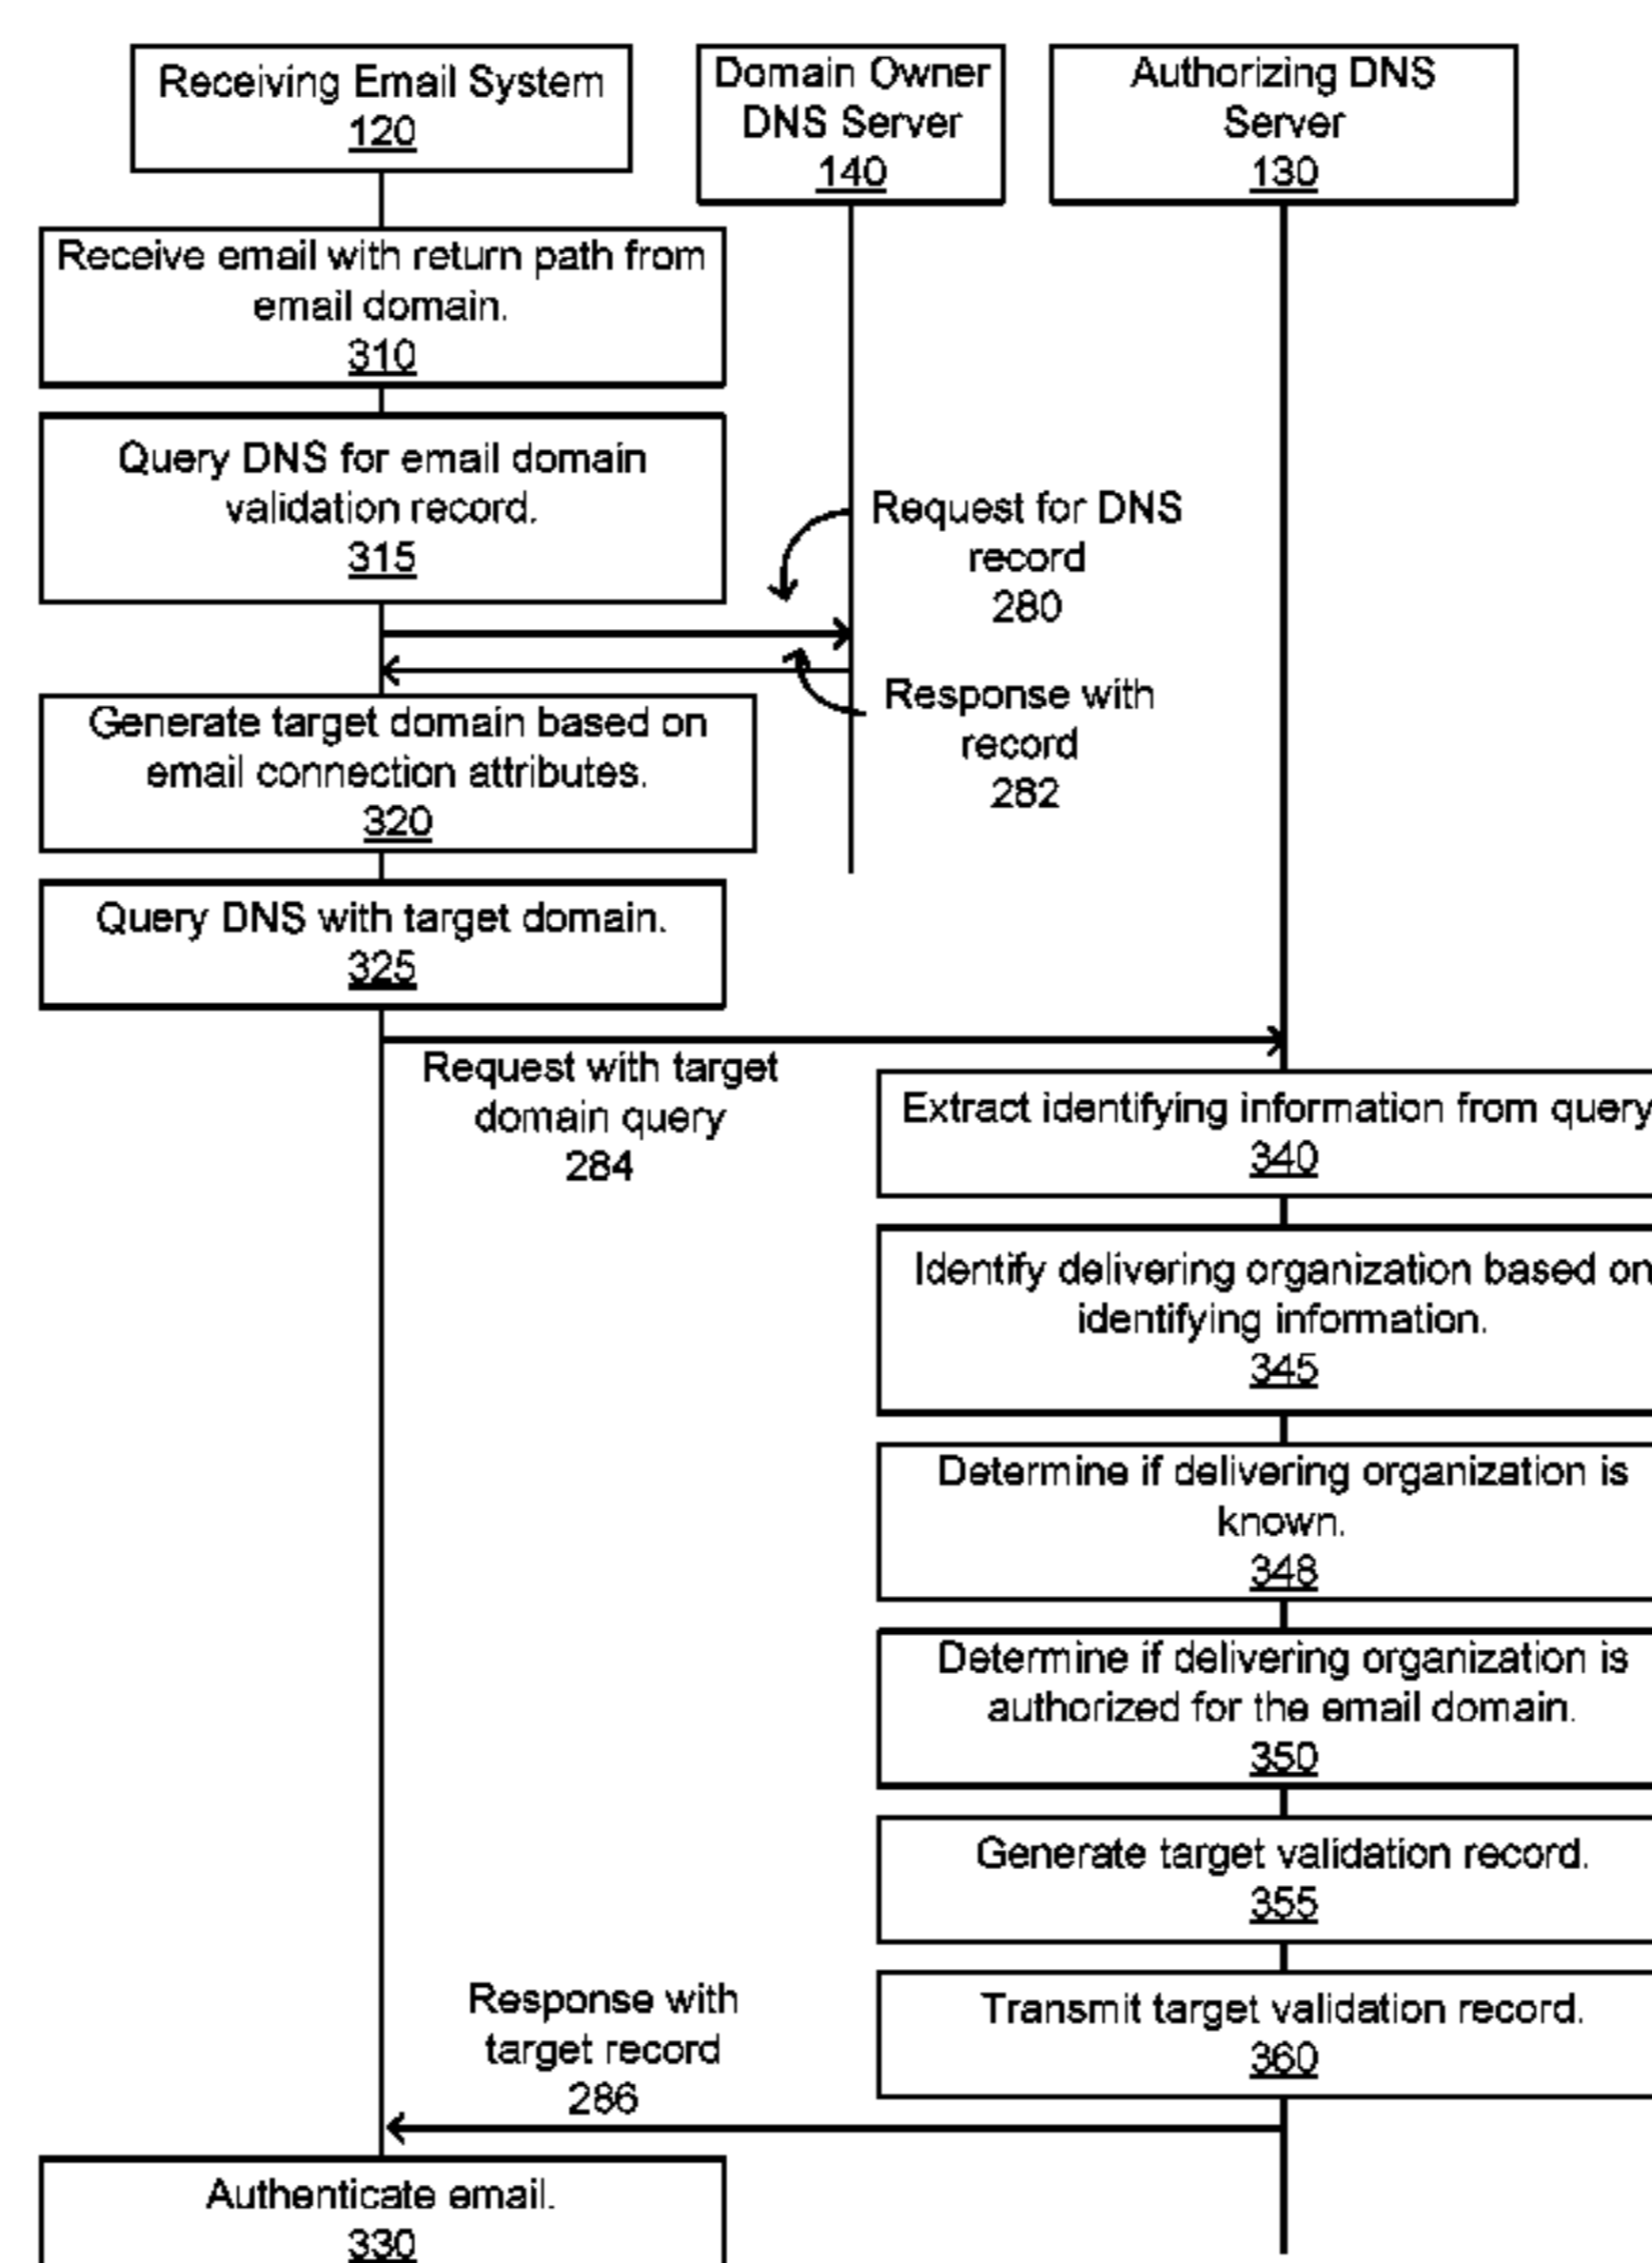 Receiving Email System
120
Domain Owner
DNS Server
140
Authorizing DNS
Server
130
Receive email with return path from
email domain.
310
Query DNS for email domain
validation record.
315
Request for DNS
record
280
Response with
record
282
Generate target domain based on
email connection attributes.
320
Query DNS with target domain.
325
Request with target
domain query
284
Extract identifying information from query
340
Identify delivering organization based on
identifying information.
345
Determine if delivering organization is
known.
348
Determine if delivering organization is
authorized for the email domain.
350
Generate target validation record.
355
Transmit target validation record.
360
Response with
target record
286
Authenticate email.
330